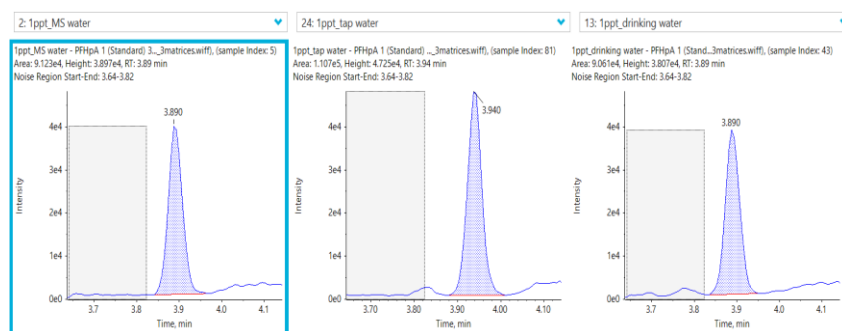 2: 1ppt_MS water
24: 1ppt_tap water
13: 1ppt_drinking water
1ppt_MS water - PFHpA 1 (Standard) 3..._3matrices.wiff), (sample Index: 5)
Area: 9.123e4, Height: 3.897e4, RT: 3.89 min
Noise Region Start-End: 3.64-3.82
3.890
4e4
3e4
2e4
1e4
0e0
Intensity
3.7
3.8
3.9
4.0
4.1
Time, min
1ppt_tap water - PFHpA 1 (Standard) ..._3matrices.wiff), (sample Index: 81)
Area: 1.107e5, Height: 4.725e4, RT: 3.94 min
Noise Region Start-End: 3.64-3.82
3.940
4e4
3e4
2e4
1e4
0e0
Intensity
3.70
3.80
3.90
4.00
4.10
Time, min
1ppt_drinking water - PFHpA 1 (Stand...3matrices.wiff), (sample Index: 43)
Area: 9.061e4, Height: 3.807e4, RT: 3.89 min
Noise Region Start-End: 3.64-3.82
3.890
4e4
3e4
2e4
1e4
0e0
Intensity
3.7
3.8
3.9
4.0
4.1
Time, min